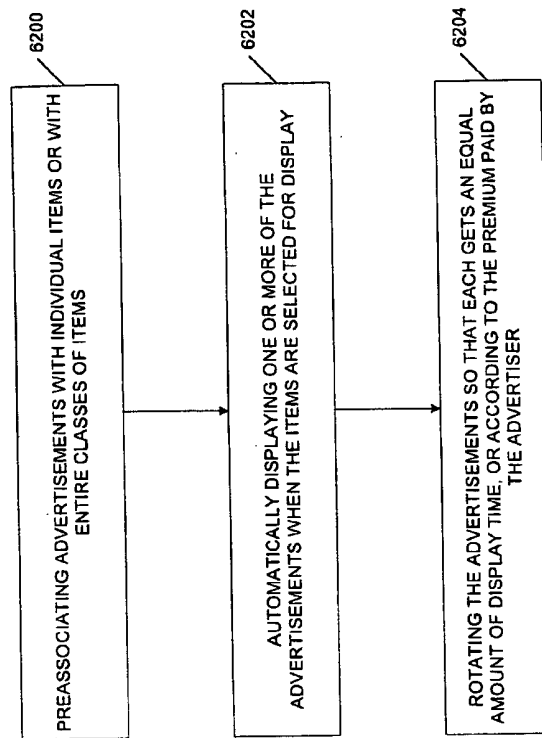 6200
PREASSOCIATING ADVERTISEMENTS WITH INDIVIDUAL ITEMS OR WITH
ENTIRE CLASSES OF ITEMS
6202
AUTOMATICALLY DISPLAYING ONE OR MORE OF THE
ADVERTISEMENTS WHEN THE ITEMS ARE SELECTED FOR DISPLAY
6204
ROTATING THE ADVERTISEMENTS SO THAT EACH GETS AN EQUAL
AMOUNT OF DISPLAY TIME, OR ACCORDING TO THE PREMIUM PAID BY
THE ADVERTISER